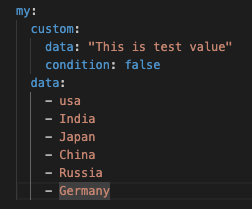 my:
  custom:
    data: "This is test value"
    condition: false
  data:
    - usa
    - India
    - Japan
    - China
    - Russia
    - Germany